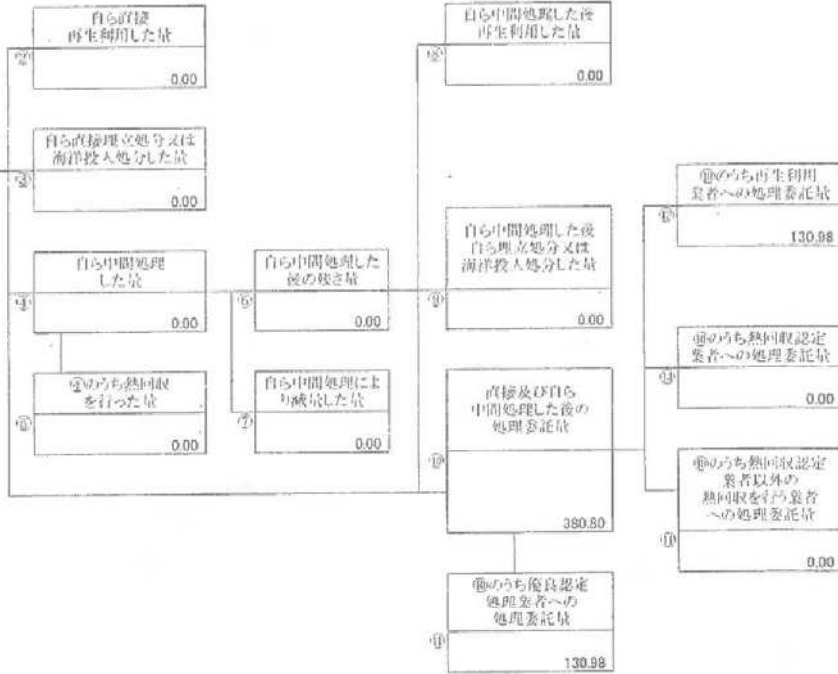 自ら直接
再生利用した量
②
0.00
自ら中間処理した後
再生利用した量
⑧
0.00
自ら直接埋立処分又は
海洋投入処分した量
③
0.00
⑩のうち再生利用
業者への処理委託量
⑫
130.98
自ら中間処理
した量
④
0.00
自ら中間処理した
後の残さ量
⑥
0.00
自ら中間処理した後
自ら埋立処分又は
海洋投入処分した量
⑨
0.00
⑩のうち熱回収認定
業者への処理委託量
⑬
0.00
④のうち熱回収
を行った量
⑤
0.00
自ら中間処理によ
り減量した量
⑦
0.00
直接及び自ら
中間処理した後の
処理委託量
⑩
380.80
⑩のうち熱回収認定
業者以外の
熱回収を行う業者
への処理委託量
0.00
⑩のうち優良認定
処理業者への
処理委託量
⑪
130.98